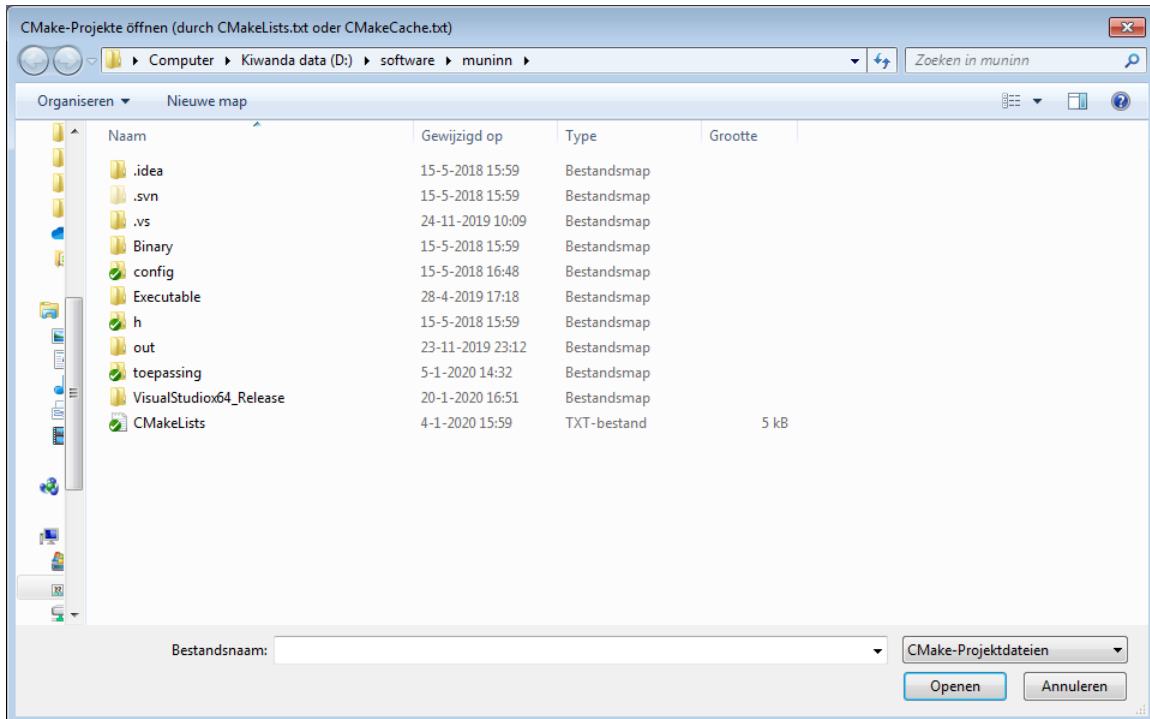 CMake-Projekte öffnen (durch CMakeLists.txt oder CMakeCache.txt)
Computer Kiwanda data (D:) software muninn
Zoeken in muninn
Organiseren Nieuwe map
Naam Gewijzigd op Type Grootte
.idea 15-5-2018 15:59 Bestandsmap
.svn 15-5-2018 15:59 Bestandsmap
.vs 24-11-2019 10:09 Bestandsmap
Binary 15-5-2018 15:59 Bestandsmap
config 15-5-2018 16:48 Bestandsmap
Executable 28-4-2019 17:18 Bestandsmap
h 15-5-2018 15:59 Bestandsmap
out 23-11-2019 23:12 Bestandsmap
toepassing 5-1-2020 14:32 Bestandsmap
VisualStudiox64_Release 20-1-2020 16:51 Bestandsmap
CMakeLists 4-1-2020 15:59 TXT-bestand 5 kB
Bestandsnaam: CMake-Projektdateien
Openen Annuleren